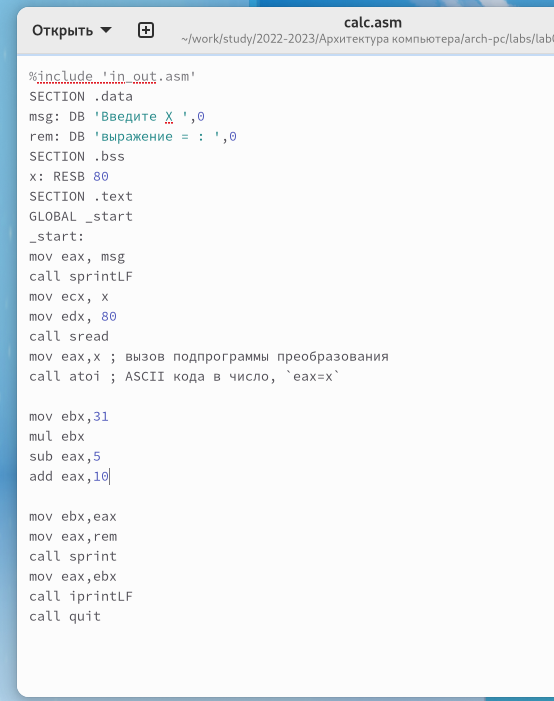 Открыть
calc.asm
~/work/study/2022-2023/Архитектура компьютера/arch-pc/labs/lab
%include 'in_out.asm'
SECTION .data
msg: DB 'Введите X ',0
rem: DB 'выражение = : ',0
SECTION .bss
x: RESB 80
SECTION .text
GLOBAL _start
_start:
mov eax, msg
call sprintLF
mov ecx, x
mov edx, 80
call sread
mov eax,x ; вызов подпрограммы преобразования
call atoi ; ASCII кода в число, `eax=x`
mov ebx,31
mul ebx
sub eax,5
add eax,10
mov ebx,eax
mov eax,rem
call sprint
mov eax,ebx
call iprintLF
call quit